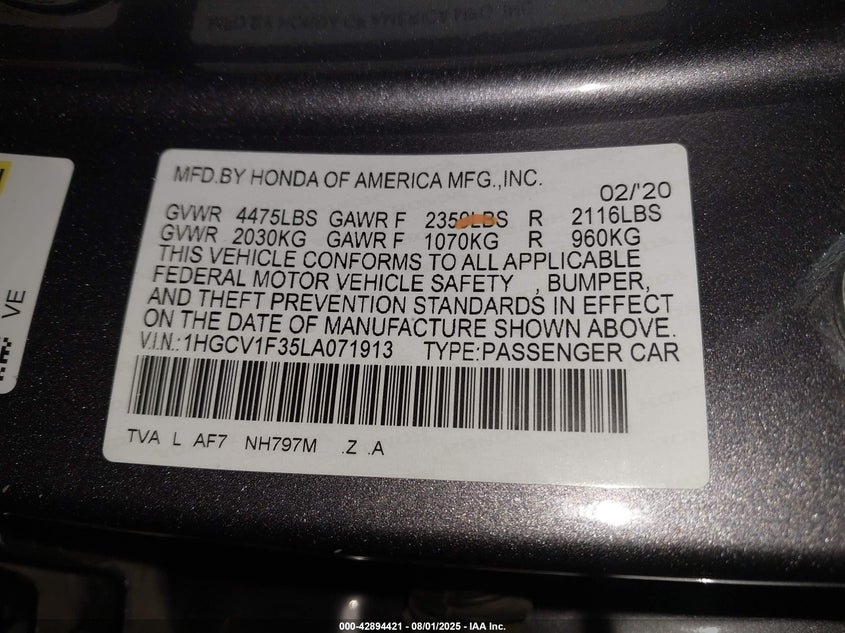 MFD.BY HONDA OF AMERICA MFG.,INC.
02/'20
GVWR 4475LBS GAWR F 2359LBS R 2116LBS
GVWR 2030KG GAWR F 1070KG R 960KG
THIS VEHICLE CONFORMS TO ALL APPLICABLE
FEDERAL MOTOR VEHICLE SAFETY , BUMPER,
AND THEFT PREVENTION STANDARDS IN EFFECT
ON THE DATE OF MANUFACTURE SHOWN ABOVE.
V.I.N.:1HGCV1F35LA071913 TYPE:PASSENGER CAR
TVA L AF7 NH797M .Z .A
VE
000-42894421 - 08/01/2025 - IAA Inc.